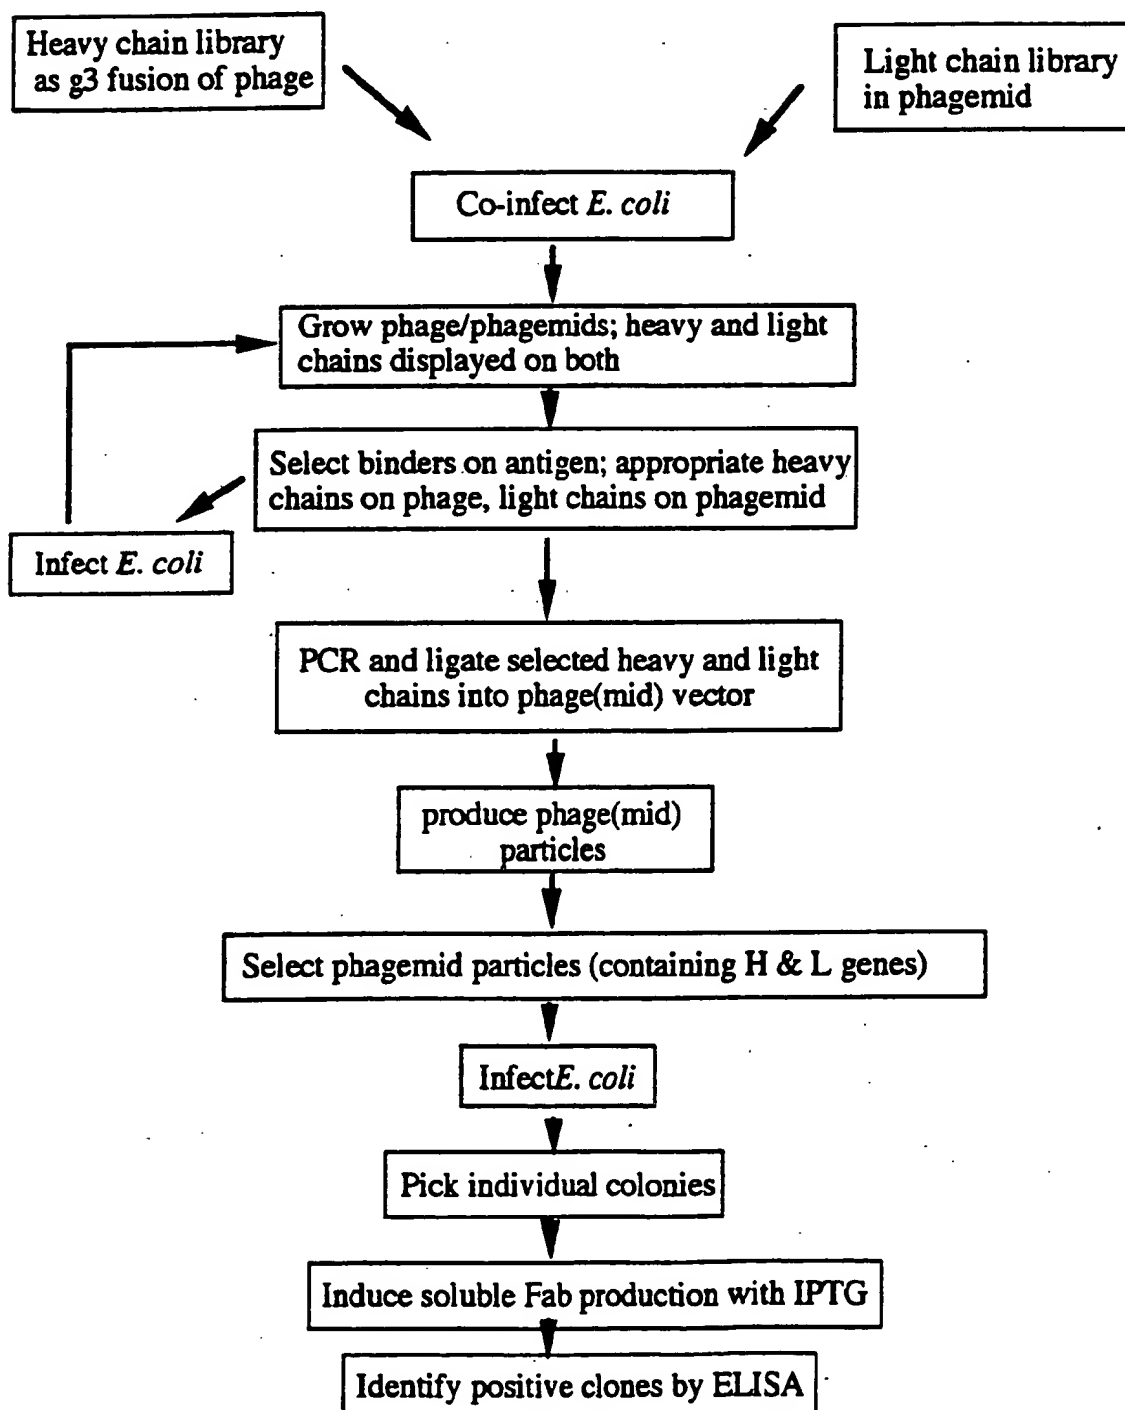 Heavy chain library
as g3 fusion of phage
Light chain library
in phagemid
Co-infect E. coli
Grow phage/phagemids; heavy and light
chains displayed on both
Select binders on antigen; appropriate heavy
chains on phage, light chains on phagemid
Infect E. coli
PCR and ligate selected heavy and light
chains into phage(mid) vector
produce phage(mid)
particles
Select phagemid particles (containing H & L genes)
InfectE. coli
Pick individual colonies
Induce soluble Fab production with IPTG
Identify positive clones by ELISA